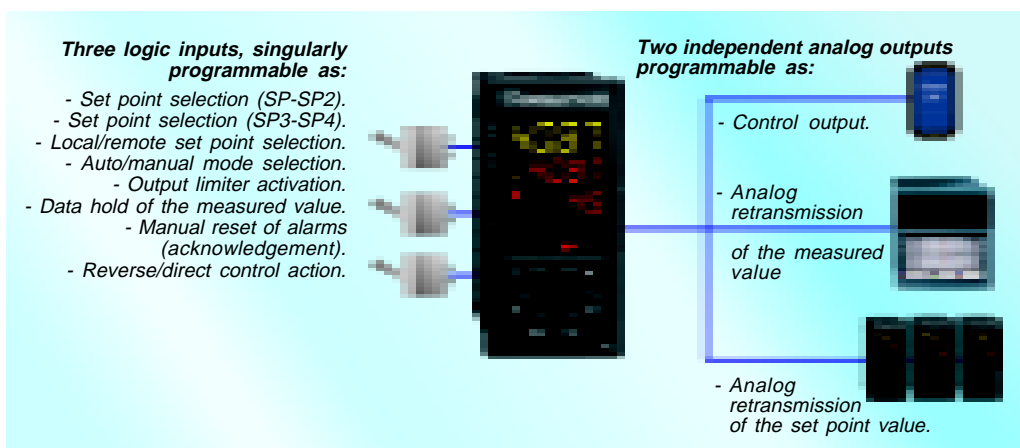 Three logic inputs, singularly
programmable as:
- Set point selection (SP-SP2).
- Set point selection (SP3-SP4).
- Local/remote set point selection.
- Auto/manual mode selection.
- Output limiter activation.
- Data hold of the measured value.
- Manual reset of alarms
(acknowledgement).
- Reverse/direct control action.
Two independent analog outputs
programmable as:
- Control output.
- Analog
retransmission
of the measured
value
- Analog
retransmission
of the set point value.